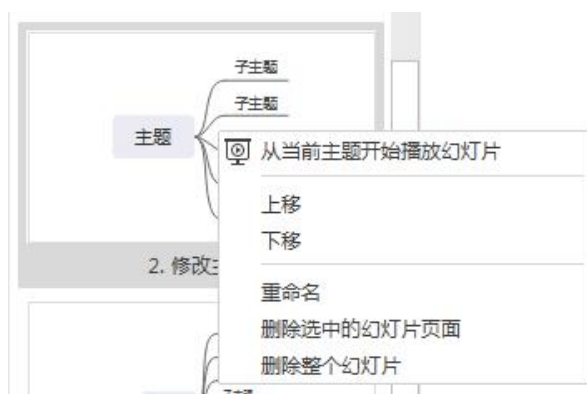 子主题
子主题
主题
从当前主题开始播放幻灯片
上移
下移
2. 修改
重命名
删除选中的幻灯片页面
删除整个幻灯片